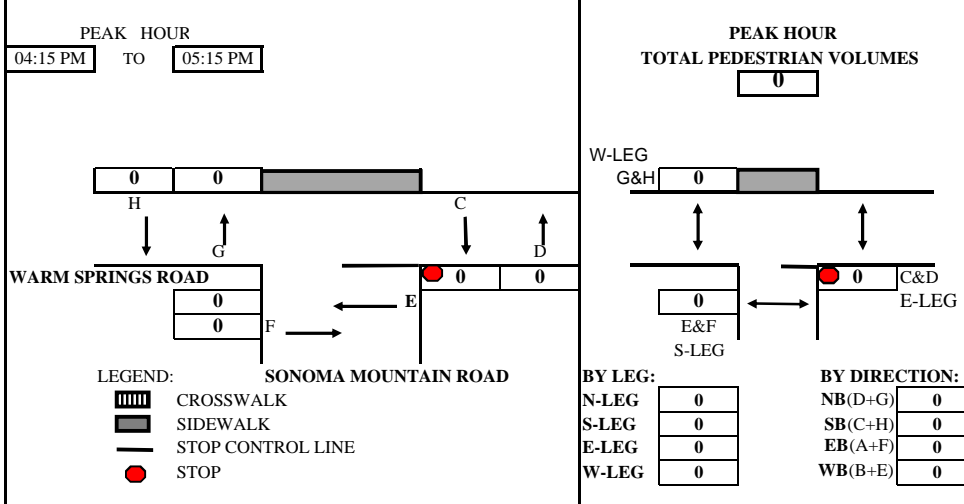 PEAK HOUR
04:15 PM TO 05:15 PM
PEAK HOUR
TOTAL PEDESTRIAN VOLUMES
0
0 0
H
G
C
D
WARM SPRINGS ROAD
0 0
0
0
E
F
W-LEG
G&H 0
0 C&D
E-LEG
0
E&F
S-LEG
LEGEND: SONOMA MOUNTAIN ROAD
CROSSWALK
SIDEWALK
STOP CONTROL LINE
STOP
BY LEG:
N-LEG 0
S-LEG 0
E-LEG 0
W-LEG 0
BY DIRECTION:
NB(D+G) 0
SB(C+H) 0
EB(A+F) 0
WB(B+E) 0